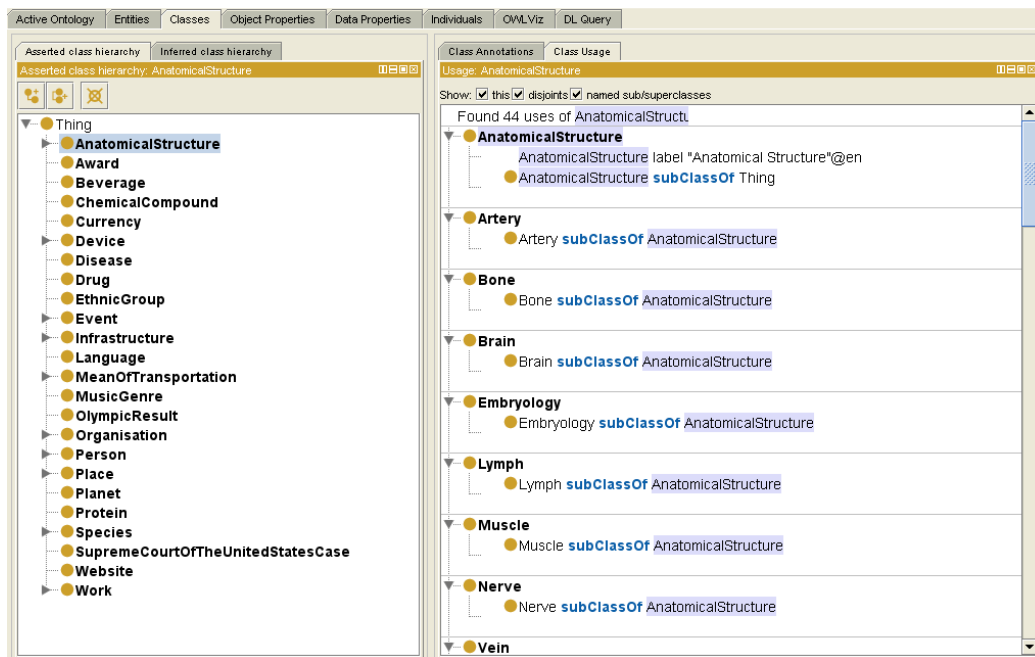 Active Ontology Entities Classes Object Properties Data Properties Individuals OWLViz DL Query
Asserted class hierarchy Inferred class hierarchy
Asserted class hierarchy: AnatomicalStructure
Thing
AnatomicalStructure
Award
Beverage
ChemicalCompound
Currency
Device
Disease
Drug
EthnicGroup
Event
Infrastructure
Language
MeanOfTransportation
MusicGenre
OlympicResult
Organisation
Person
Place
Planet
Protein
Species
SupremeCourtOfTheUnitedStatesCase
Website
Work
Class Annotations Class Usage
Usage: AnatomicalStructure
Show: this disjoints named sub/superclasses
Found 44 uses of AnatomicalStructu
AnatomicalStructure
AnatomicalStructure label "Anatomical Structure"@en
AnatomicalStructure subClassOf Thing
Artery
Artery subClassOf AnatomicalStructure
Bone
Bone subClassOf AnatomicalStructure
Brain
Brain subClassOf AnatomicalStructure
Embryology
Embryology subClassOf AnatomicalStructure
Lymph
Lymph subClassOf AnatomicalStructure
Muscle
Muscle subClassOf AnatomicalStructure
Nerve
Nerve subClassOf AnatomicalStructure
Vein